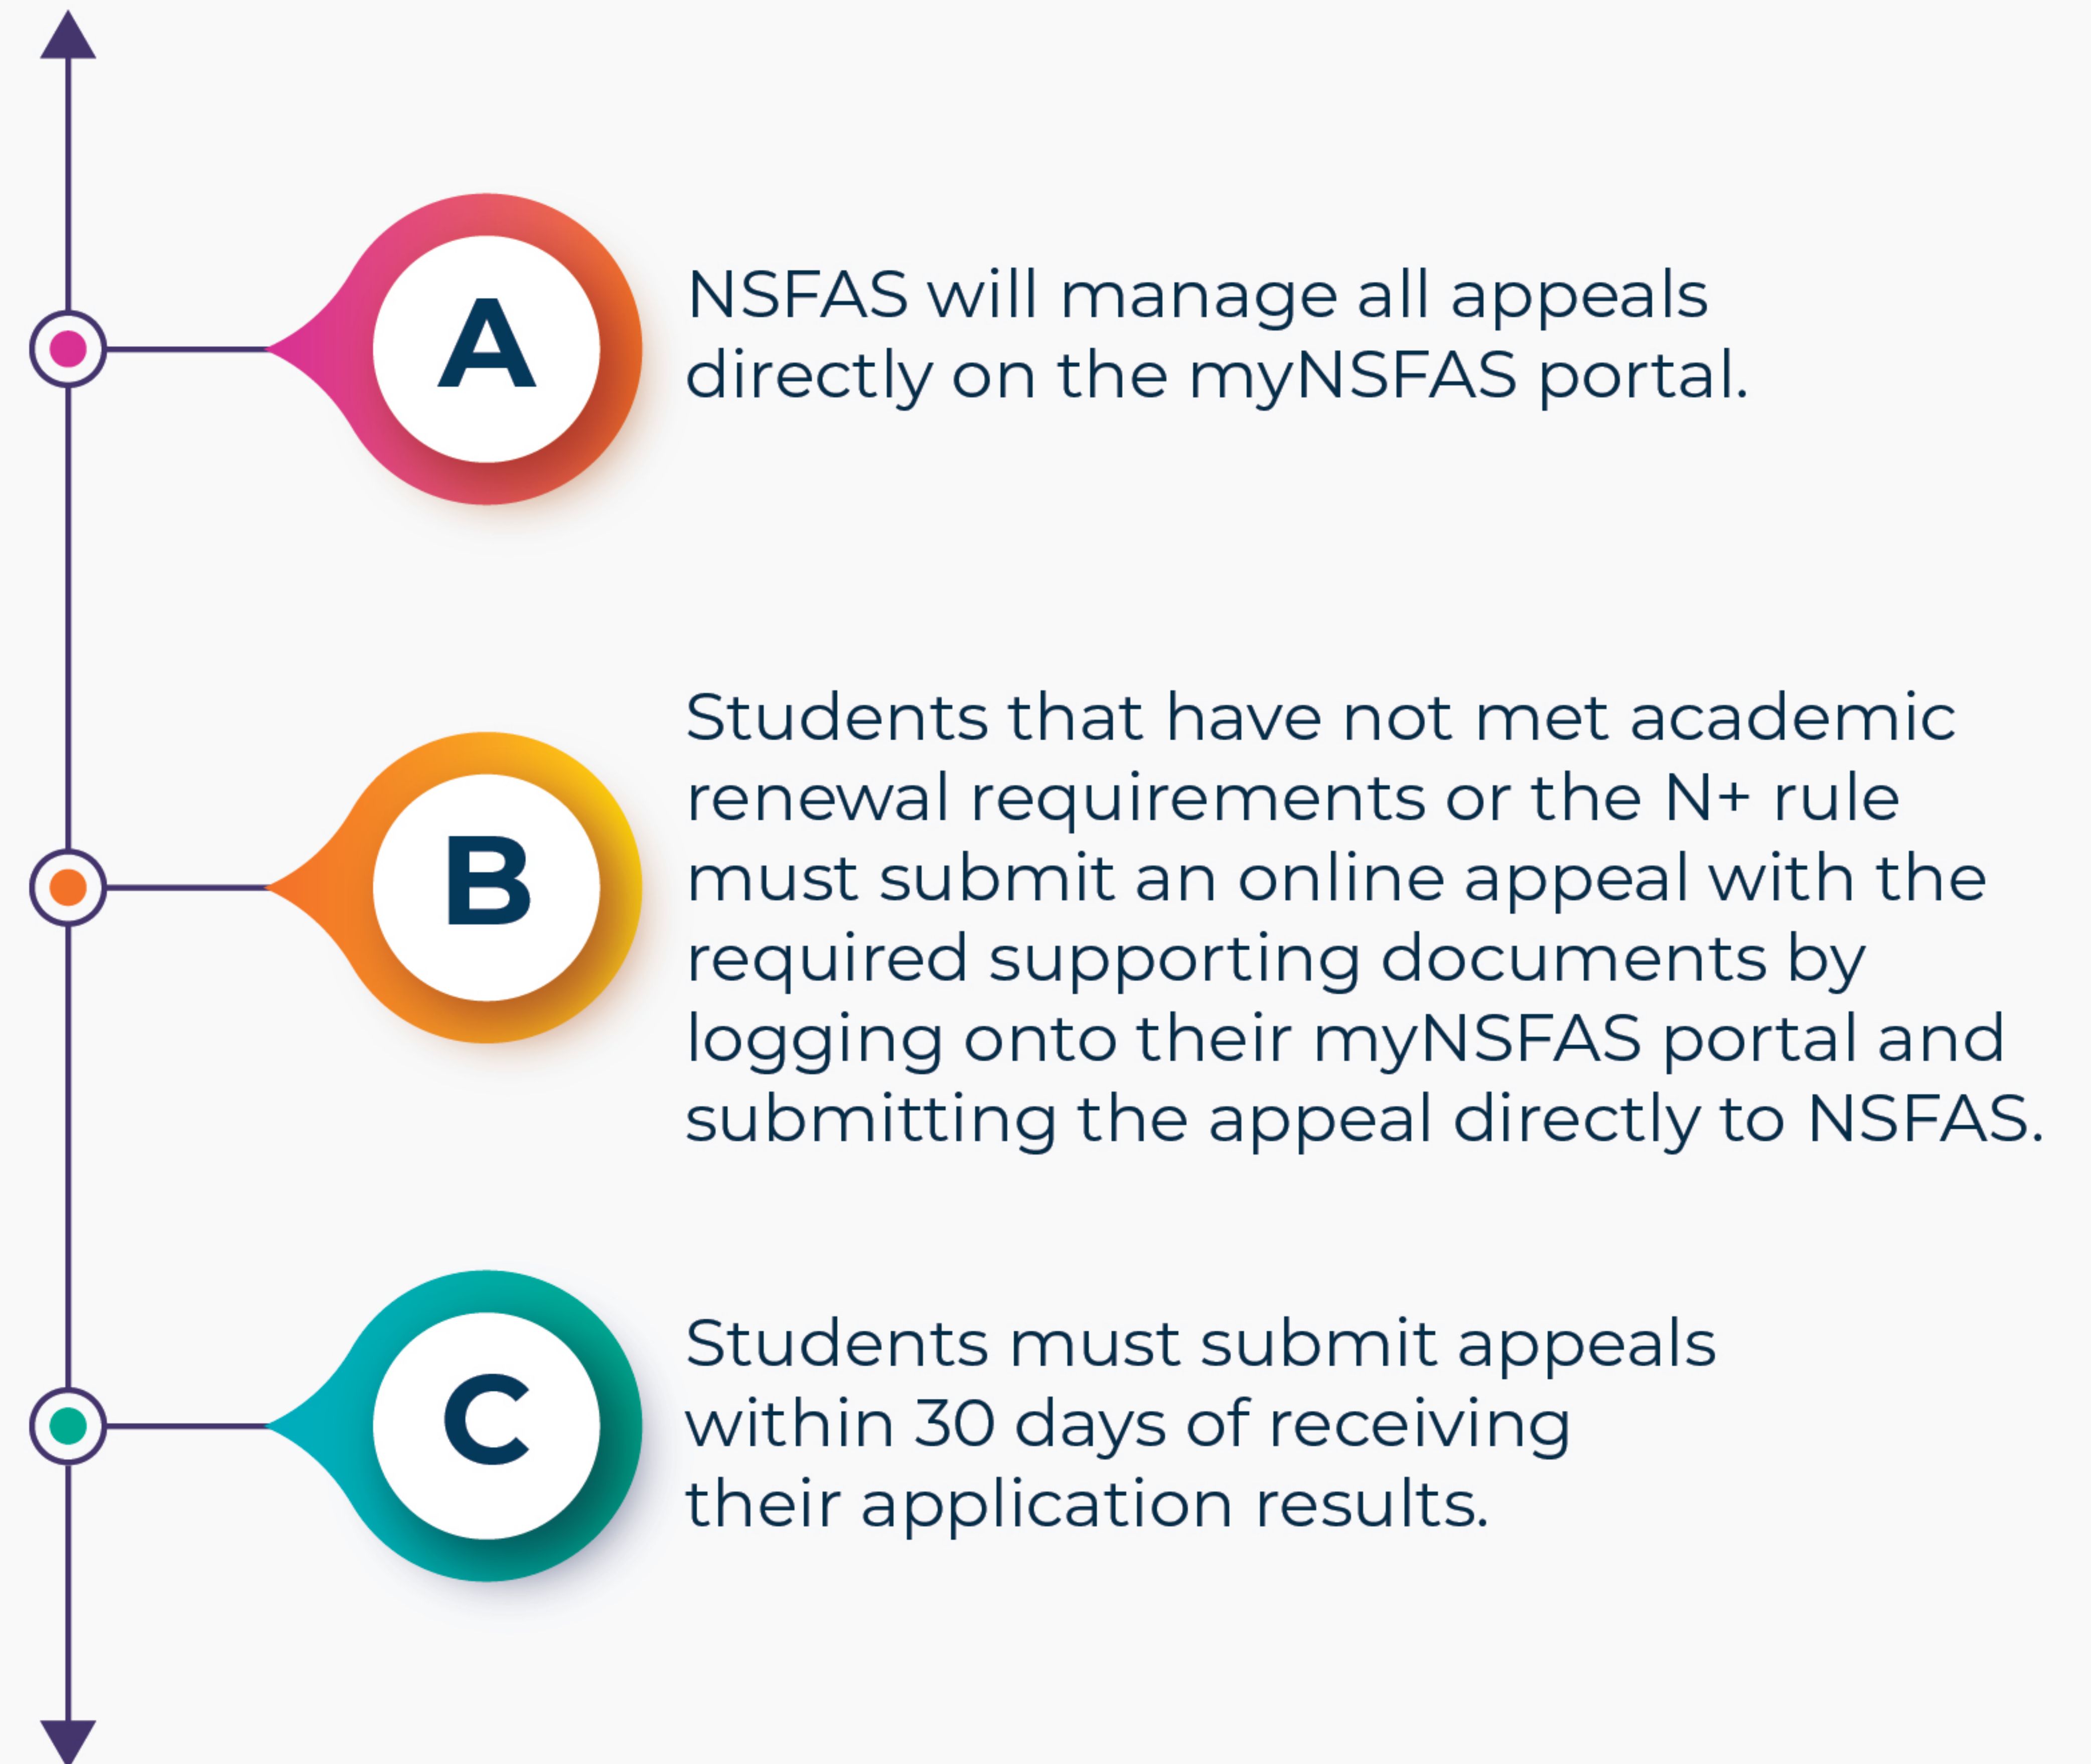 A
NSFAS will manage all appeals
directly on the myNSFAS portal.
B
Students that have not met academic
renewal requirements or the N+ rule
must submit an online appeal with the
required supporting documents by
logging onto their myNSFAS portal and
submitting the appeal directly to NSFAS.
C
Students must submit appeals
within 30 days of receiving
their application results.